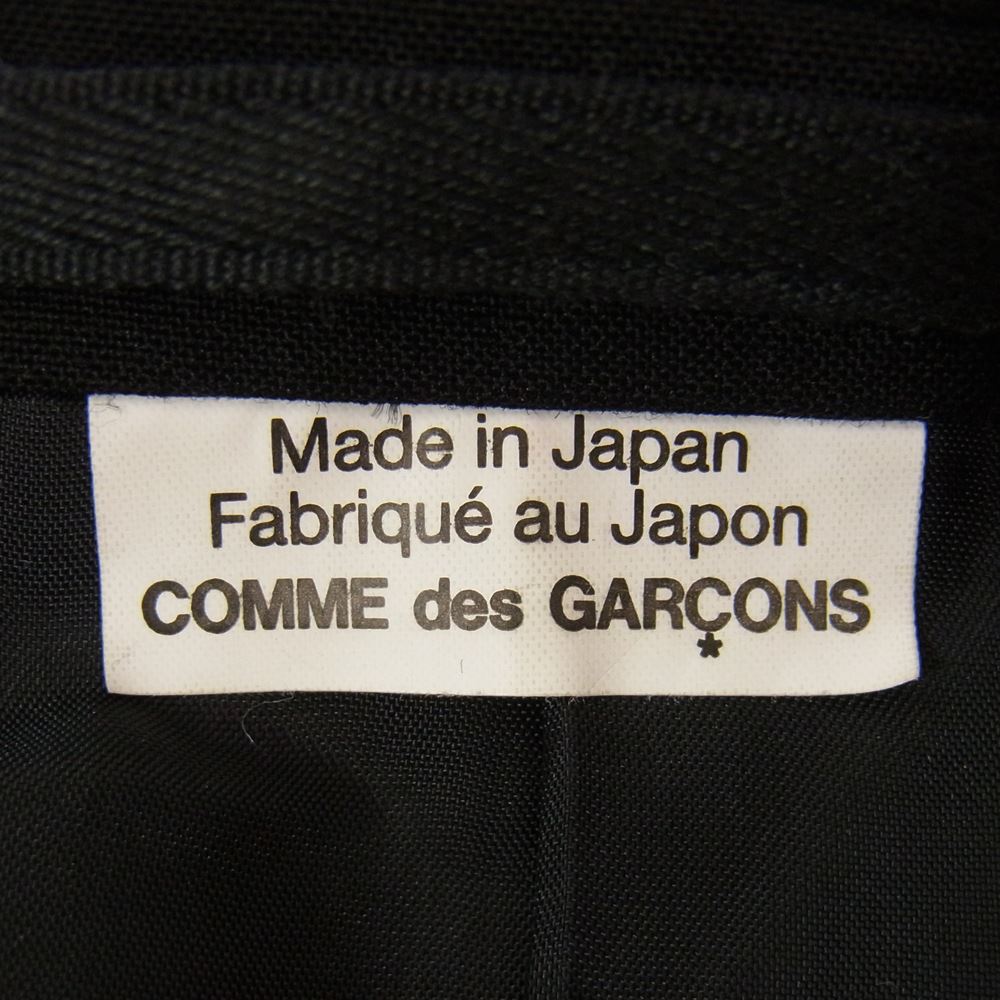 Made in Japan
Fabriqué au Japon
COMME des GARÇONS